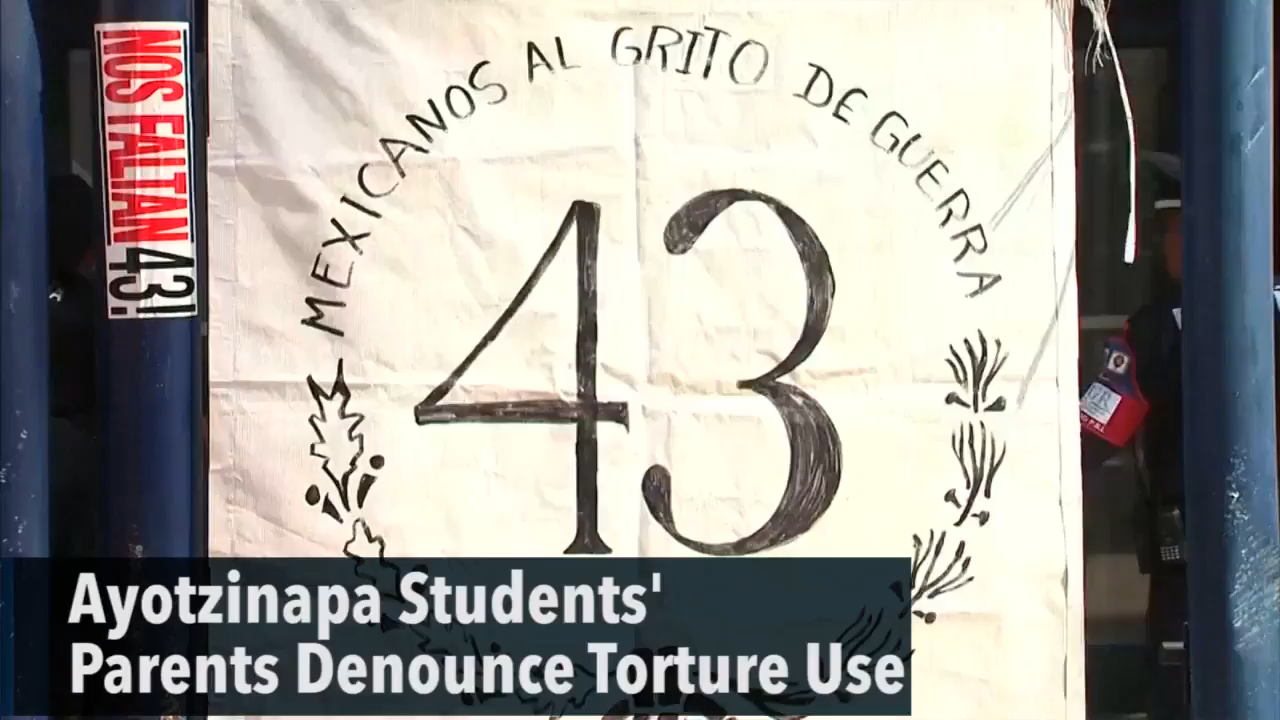 NOS FALTAN 43!
MEXICANOS AL GRITO DE GUERRA
43
Ayotzinapa Students'
Parents Denounce Torture Use